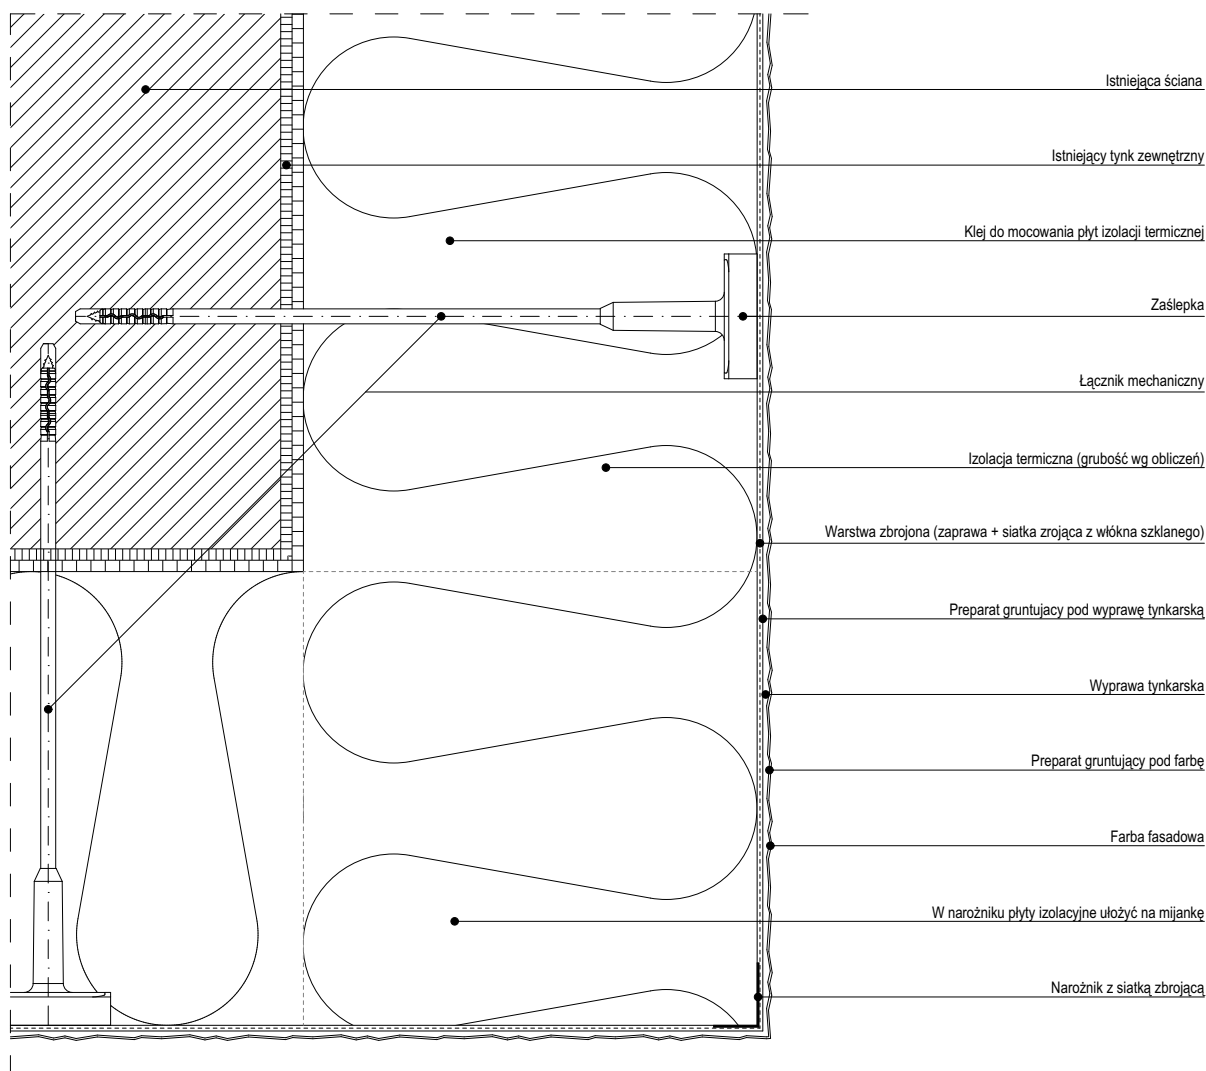 Istniejąca ściana
Istniejący tynk zewnętrzny
Klej do mocowania płyt izolacji termicznej
Zaślepka
Łącznik mechaniczny
Izolacja termiczna (grubość wg obliczeń)
Warstwa zbrojona (zaprawa + siatka zrojąca z włókna szklanego)
Preparat gruntujacy pod wyprawę tynkarską
Wyprawa tynkarska
Preparat gruntujący pod farbę
Farba fasadowa
W narożniku płyty izolacyjne ułożyć na mijankę
Narożnik z siatką zbrojącą